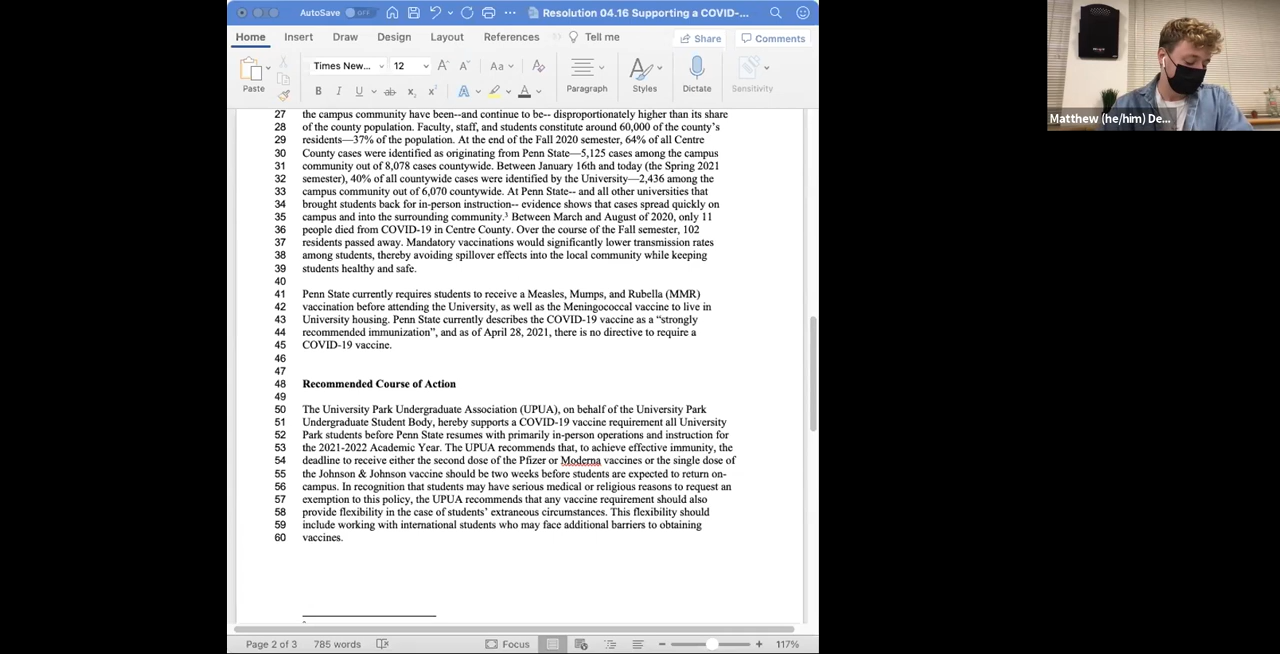 AutoSave OFF Resolution 04.16 Supporting a COVID-...
Home Insert Draw Design Layout References Tell me Share Comments
Paste Times New... 12 Aa Paragraph Styles Dictate Sensitivity
B I U ab x x A A
27 the campus community have been--and continue to be-- disproportionately higher than its share
28 of the county population. Faculty, staff, and students constitute around 60,000 of the county's
29 residents—37% of the population. At the end of the Fall 2020 semester, 64% of all Centre
30 County cases were identified as originating from Penn State—5,125 cases among the campus
31 community out of 8,078 cases countywide. Between January 16th and today (the Spring 2021
32 semester), 40% of all countywide cases were identified by the University—2,436 among the
33 campus community out of 6,070 countywide. At Penn State-- and all other universities that
34 brought students back for in-person instruction-- evidence shows that cases spread quickly on
35 campus and into the surrounding community.³ Between March and August of 2020, only 11
36 people died from COVID-19 in Centre County. Over the course of the Fall semester, 102
37 residents passed away. Mandatory vaccinations would significantly lower transmission rates
38 among students, thereby avoiding spillover effects into the local community while keeping
39 students healthy and safe.
40
41 Penn State currently requires students to receive a Measles, Mumps, and Rubella (MMR)
42 vaccination before attending the University, as well as the Meningococcal vaccine to live in
43 University housing. Penn State currently describes the COVID-19 vaccine as a “strongly
44 recommended immunization”, and as of April 28, 2021, there is no directive to require a
45 COVID-19 vaccine.
46
47
48 Recommended Course of Action
49
50 The University Park Undergraduate Association (UPUA), on behalf of the University Park
51 Undergraduate Student Body, hereby supports a COVID-19 vaccine requirement all University
52 Park students before Penn State resumes with primarily in-person operations and instruction for
53 the 2021-2022 Academic Year. The UPUA recommends that, to achieve effective immunity, the
54 deadline to receive either the second dose of the Pfizer or Moderna vaccines or the single dose of
55 the Johnson & Johnson vaccine should be two weeks before students are expected to return on-
56 campus. In recognition that students may have serious medical or religious reasons to request an
57 exemption to this policy, the UPUA recommends that any vaccine requirement should also
58 provide flexibility in the case of students' extraneous circumstances. This flexibility should
59 include working with international students who may face additional barriers to obtaining
60 vaccines.
Page 2 of 3 785 words Focus 117%
Matthew (he/him) De...